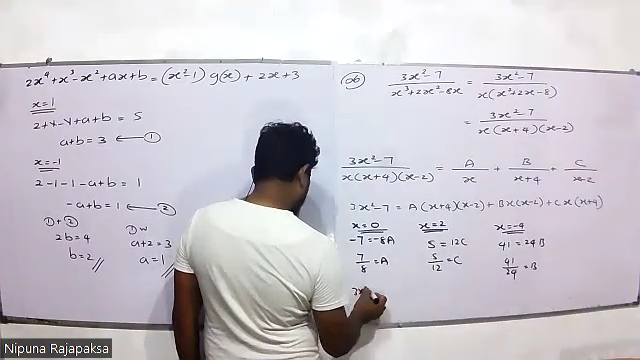 2x⁴+x³-x²+ax+b = (x²-1) g(x) + 2x+3
x=1
2+1-1+a+b = 5
a+b = 3 ← ①
x=-1
2-1-1-a+b = 1
-a+b = 1 ← ②
①+②
2b=4
b=2
a+2=3
a=1
06 (3x²-7)/(x³+2x²-8x) = (3x²-7)/(x(x²+2x-8))
= (3x²-7)/(x(x+4)(x-2))
(3x²-7)/(x(x+4)(x-2)) = A/x + B/(x+4) + C/(x-2)
3x²-7 = A(x+4)(x-2) + Bx(x-2) + Cx(x+4)
x=0
-7=-8A
7/8 = A
x=2
5 = 12C
5/12 = C
x=-4
41 = 24B
41/24 = B
Nipuna Rajapaksa